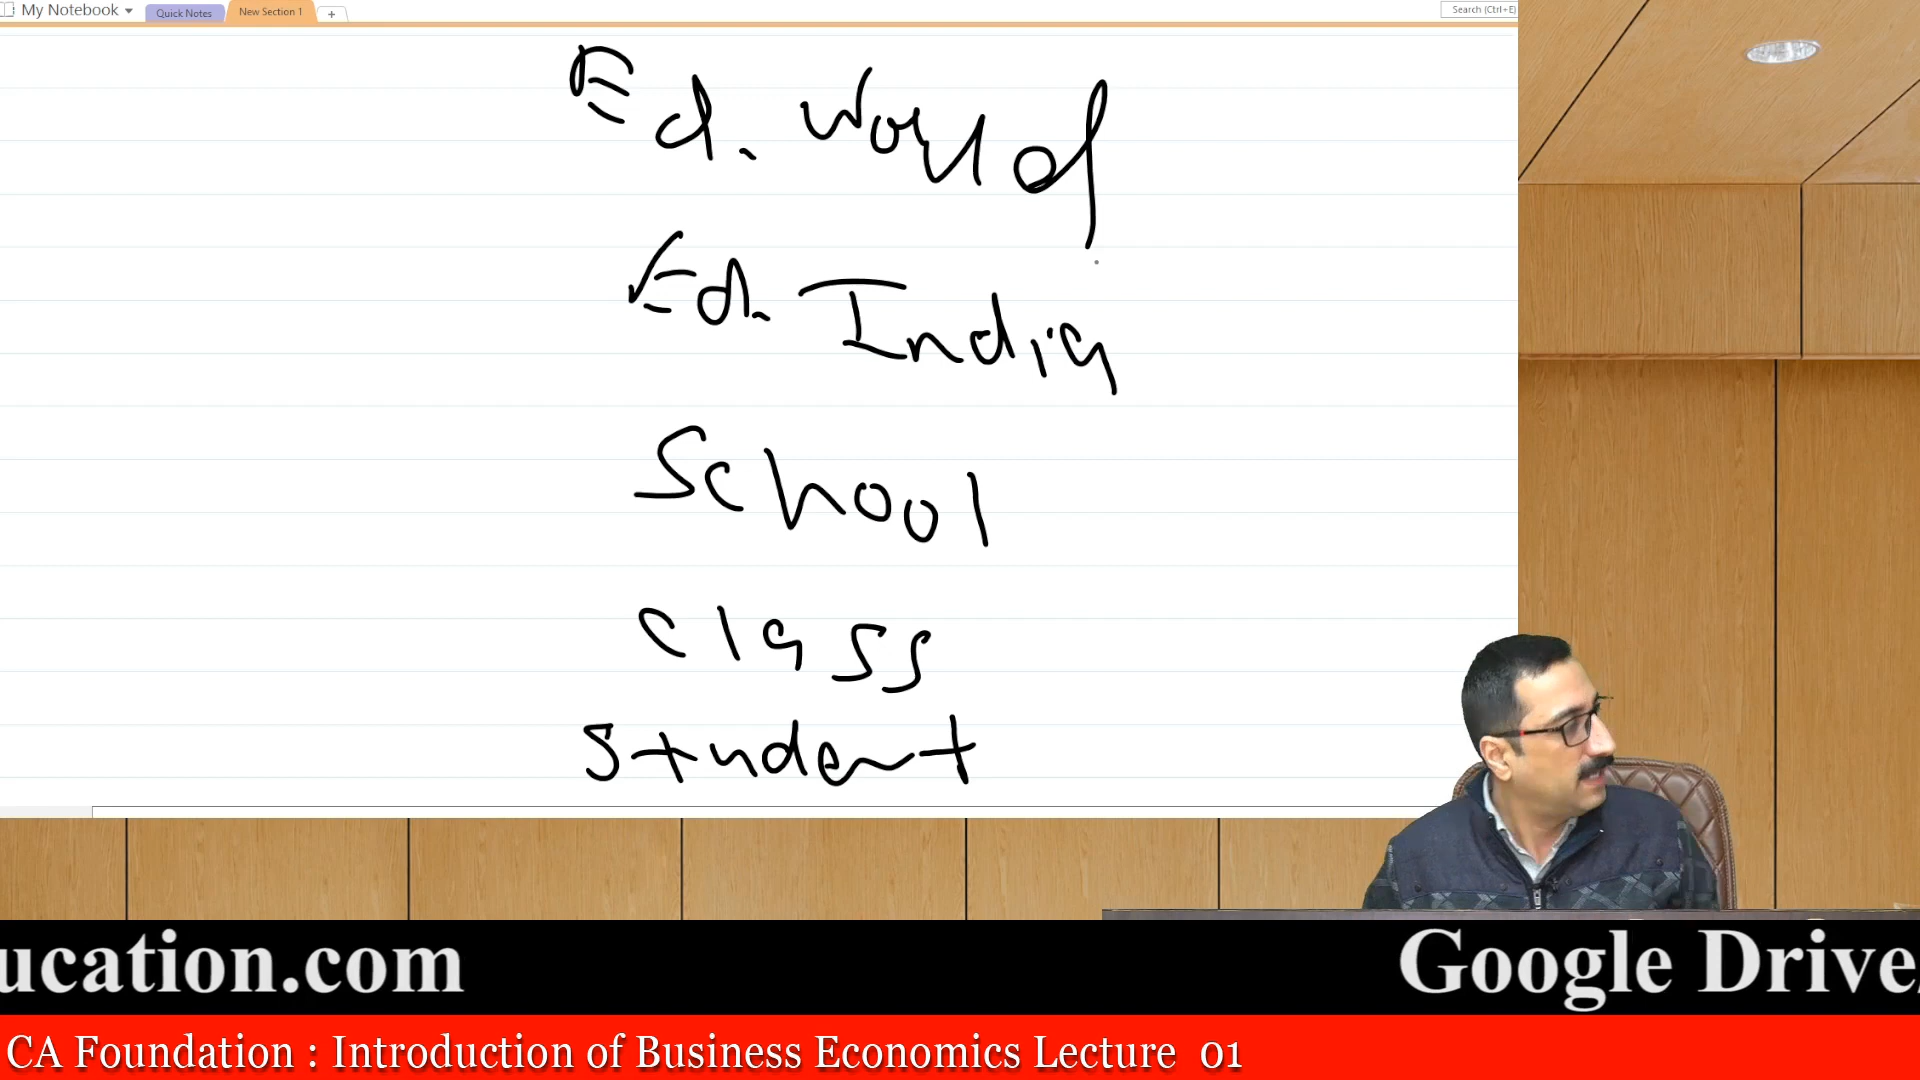 My Notebook
Quick Notes
New Section 1
+
Search (Ctrl+E)
Ed. World
Ed. India
School
class
Student
ucation.com
Google Drive/
CA Foundation : Introduction of Business Economics Lecture 01